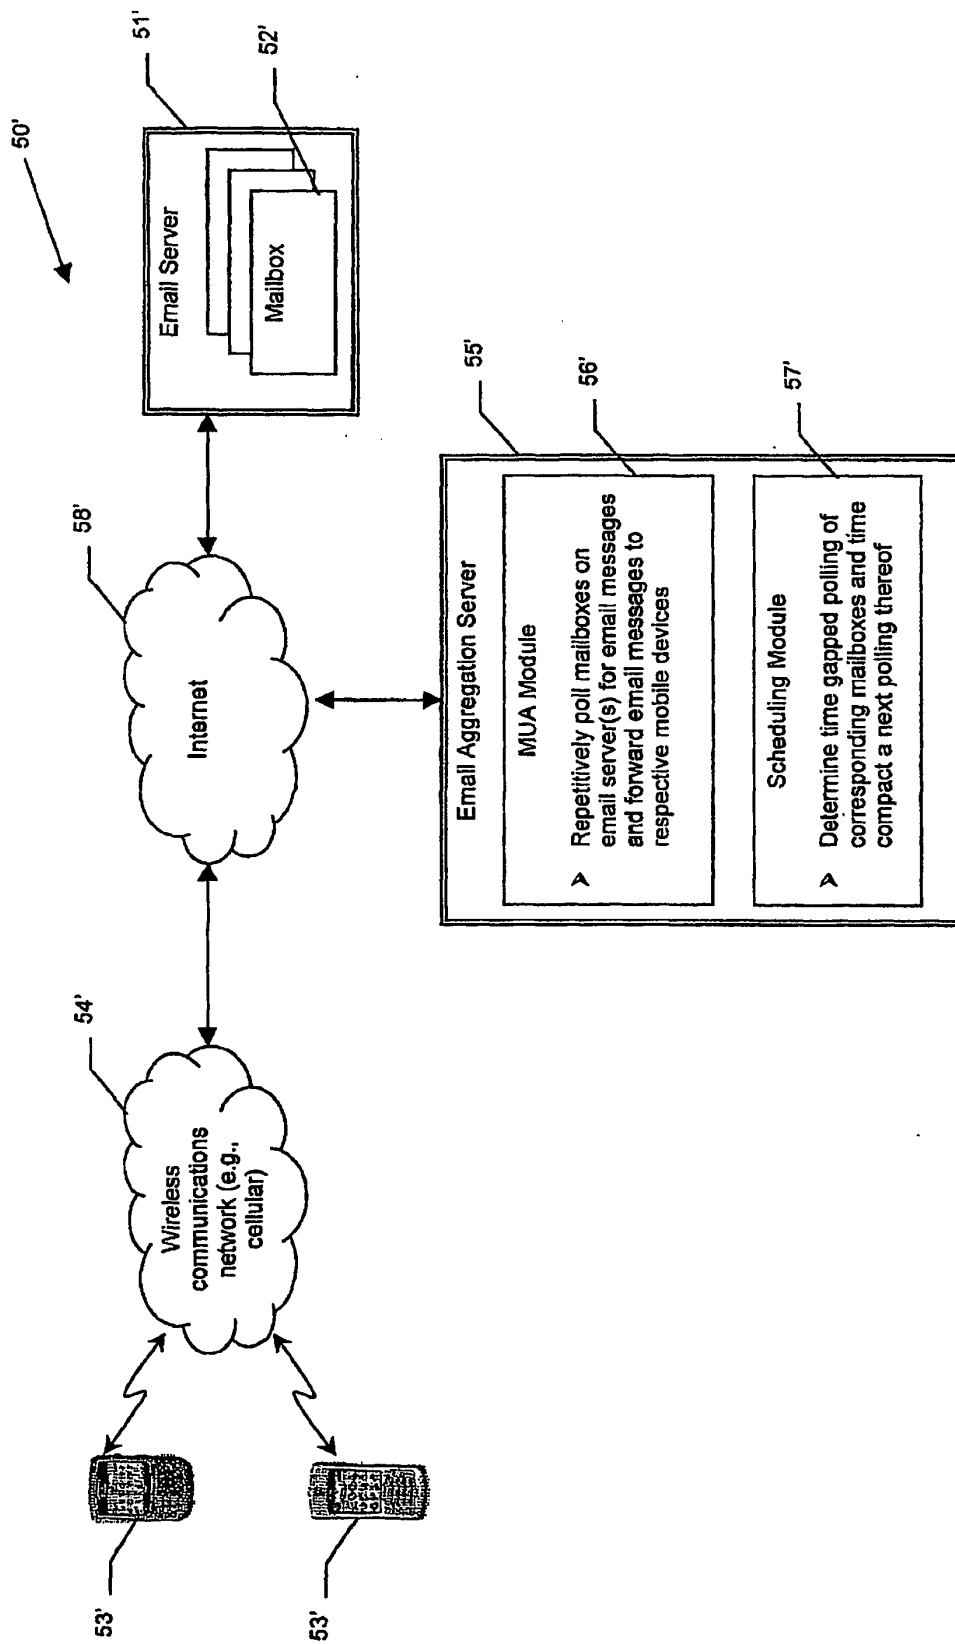 50'
51'
52'
Email Server
Mailbox
58'
Internet
54'
Wireless
communications
network (e.g.,
cellular)
53'
53'
55'
Email Aggregation Server
56'
MUA Module
➢ Repetitively poll mailboxes on
email server(s) for email messages
and forward email messages to
respective mobile devices
57'
Scheduling Module
➢ Determine time gapped polling of
corresponding mailboxes and time
compact a next polling thereof